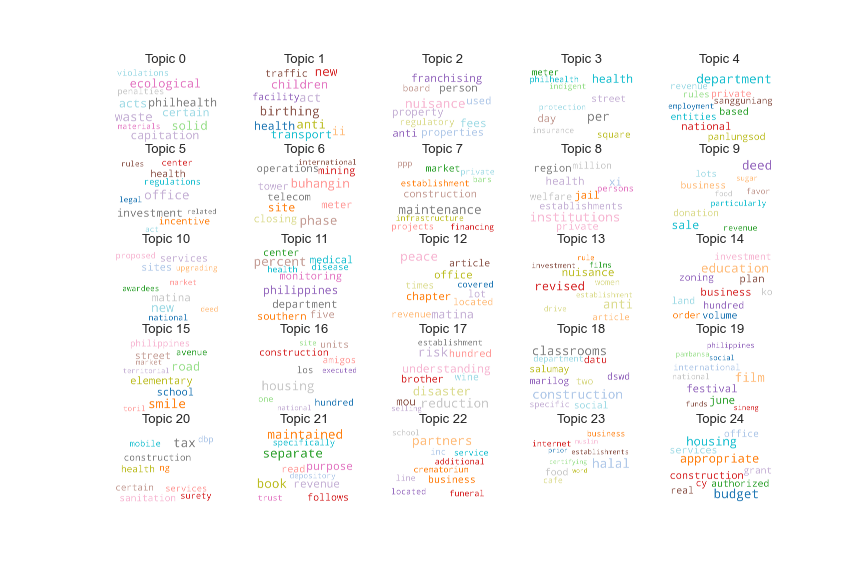 Topic 0
violations
ecological
penalties
acts philhealth
certain
waste
materials solid
capitation
Topic 1
traffic new
children
facility act
birthing
health anti
transport ii
Topic 2
franchising
board person
nuisance used
property
regulatory fees
anti properties
Topic 3
meter
philhealth health
indigent
street
protection
day per
insurance square
Topic 4
department
revenue
rules private
sangguniang
employment based
entities
national
panlungsod
Topic 5
rules center
health
regulations
legal office
investment related
incentive
act
Topic 6
international
operations mining
tower buhangin
telecom
site meter
closing phase
Topic 7
ppp
market private
establishment bars
construction
maintenance
infrastructure
projects financing
Topic 8
region million
health xi
persons
welfare jail
establishments
institutions
private
Topic 9
deed
lots sugar
business
food favor
particularly
donation
sale revenue
Topic 10
proposed services
sites upgrading
market
awardees
matina
new need
national
Topic 11
center
percent medical
health disease
monitoring
philippines
department
southern five
Topic 12
peace article
office
times covered
chapter lot
located
revenue matina
Topic 13
rule
investment films
nuisance
revised women
establishment
anti
drive
article
Topic 14
investment
education
zoning plan
business ko
land hundred
order volume
Topic 15
philippines
street avenue
market road
territorial
elementary
school
smile
toril
Topic 16
site units
construction
amigos
los executed
housing
one
national hundred
Topic 17
establishment
risk hundred
understanding
brother wine
disaster
mou reduction
selling
Topic 18
classrooms
department datu
salumay
marilog two dswd
construction
specific social
Topic 19
philippines
pambansa social
international
national film
festival
funds june
sineng
Topic 20
mobile tax dbp
construction
health ng
certain services
sanitation surety
Topic 21
maintained
specifically
separate
read purpose
depository
book revenue
trust follows
Topic 22
school
partners
inc service
additional
crematorium
line business
located funeral
Topic 23
business
internet muslim
prior establishments
certifying halal
food word
cafe
Topic 24
office
housing
services
appropriate
grant
construction
cy authorized
real budget